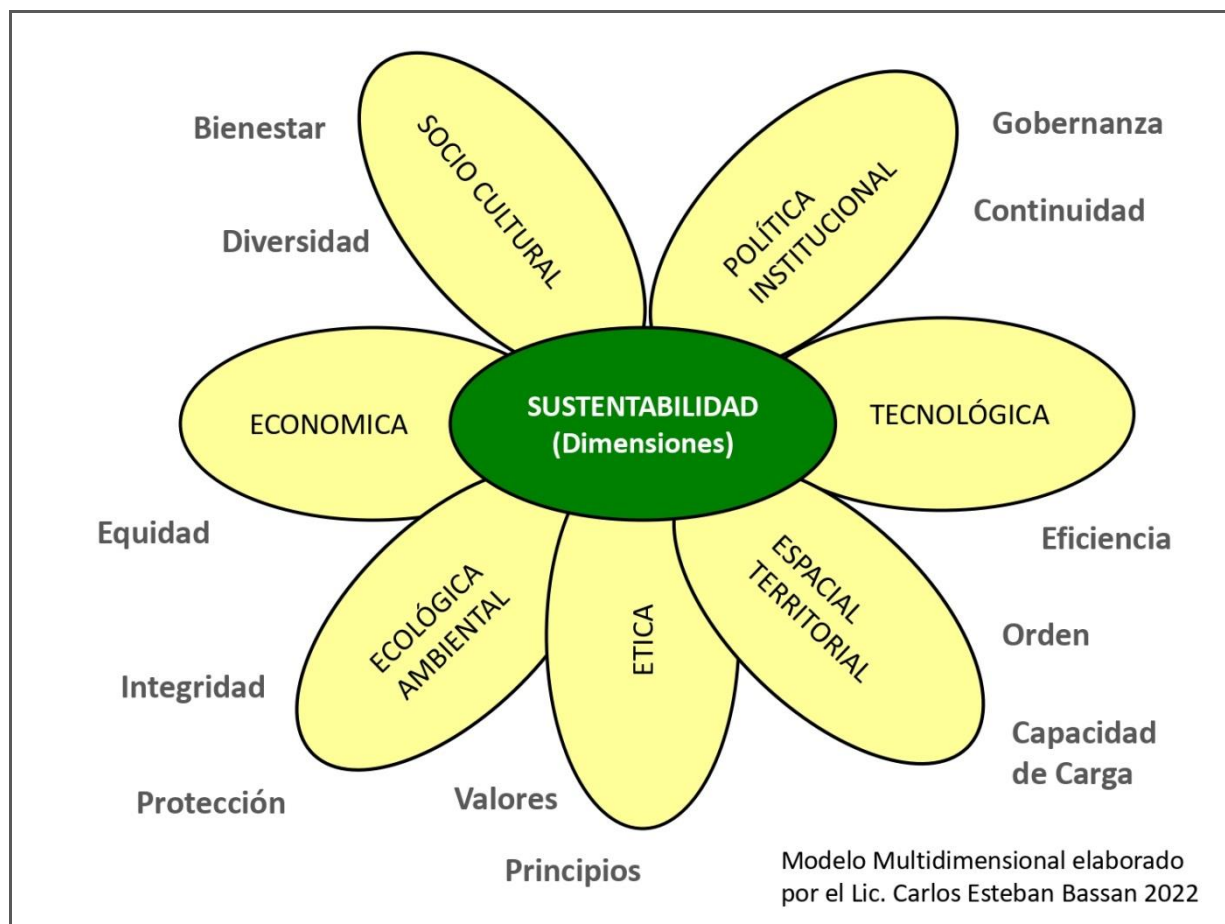 Bienestar
Diversidad
SOCIO CULTURAL
POLÍTICA
INSTITUCIONAL
Gobernanza
Continuidad
ECONOMICA
SUSTENTABILIDAD
(Dimensiones)
TECNOLÓGICA
Equidad
Eficiencia
ECOLÓGICA
AMBIENTAL
ETICA
ESPACIAL
TERRITORIAL
Orden
Integridad
Capacidad
de Carga
Protección
Valores
Principios
Modelo Multidimensional elaborado
por el Lic. Carlos Esteban Bassan 2022